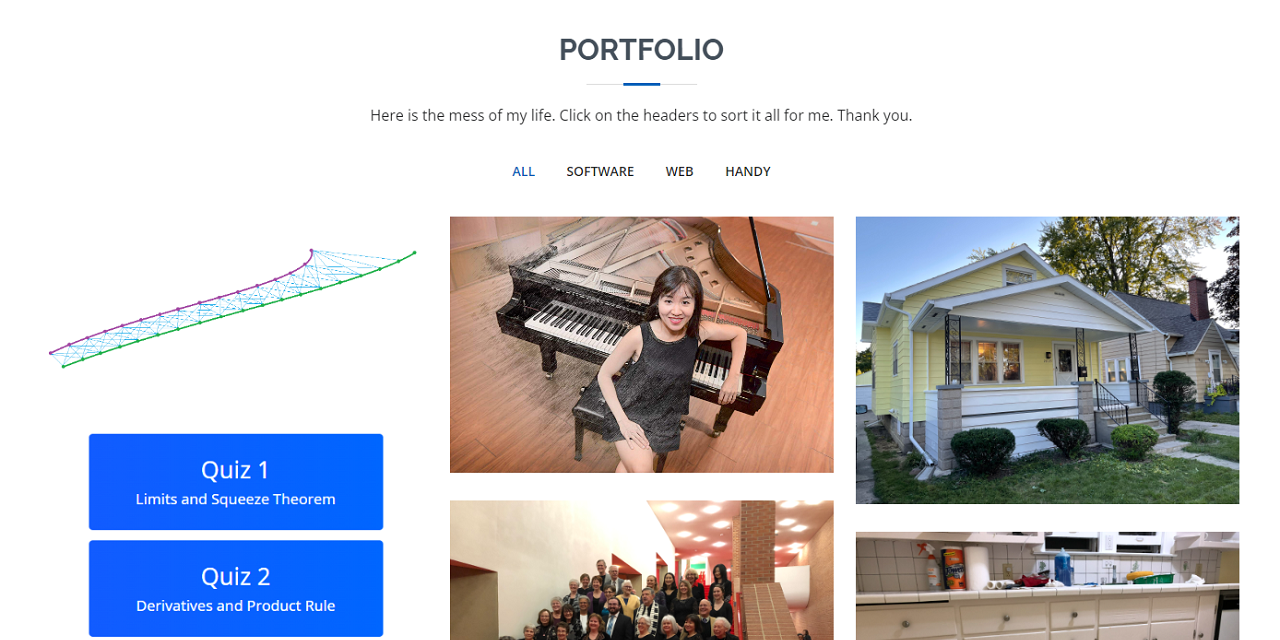 PORTFOLIO
Here is the mess of my life. Click on the headers to sort it all for me. Thank you.
ALL SOFTWARE WEB HANDY
Quiz 1
Limits and Squeeze Theorem
Quiz 2
Derivatives and Product Rule